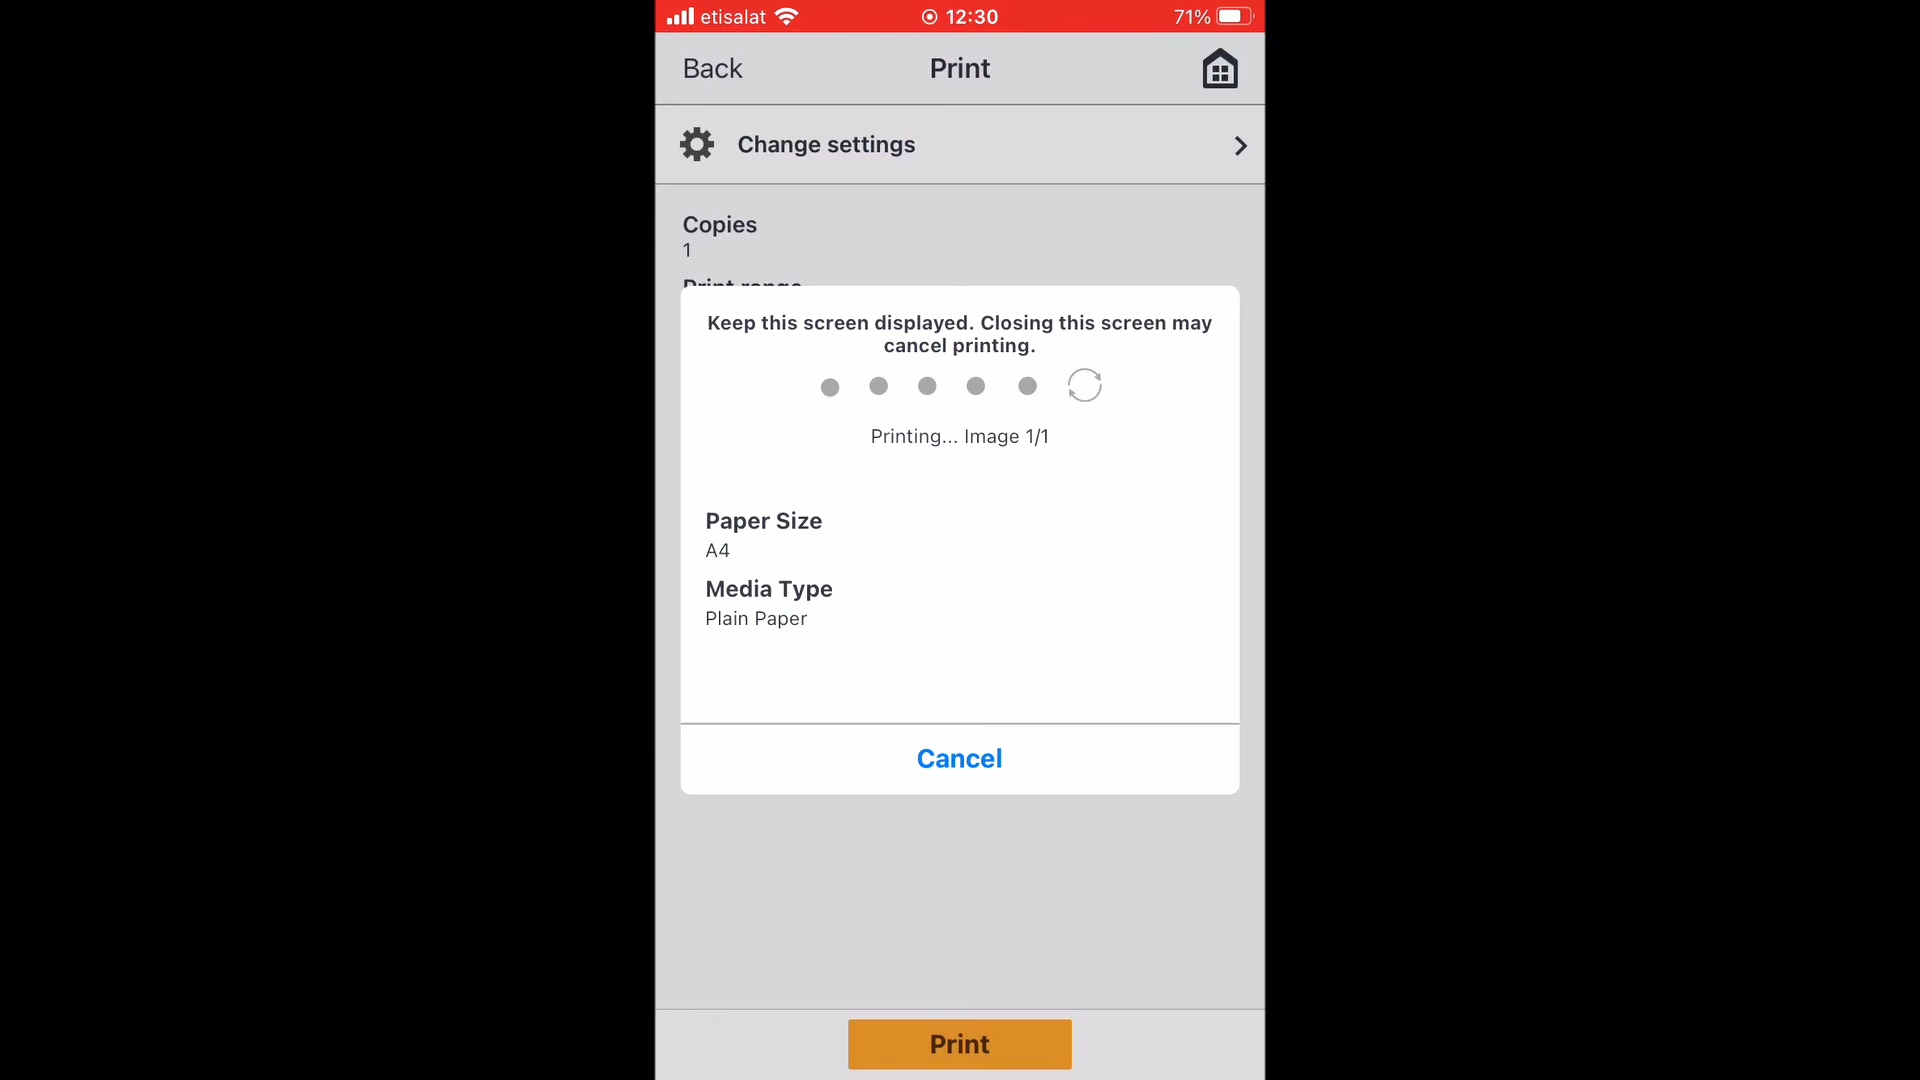 etisalat 12:30 71%
Back Print
Change settings
Copies
1
Print range
Keep this screen displayed. Closing this screen may
cancel printing.
Printing... Image 1/1
Paper Size
A4
Media Type
Plain Paper
Cancel
Print